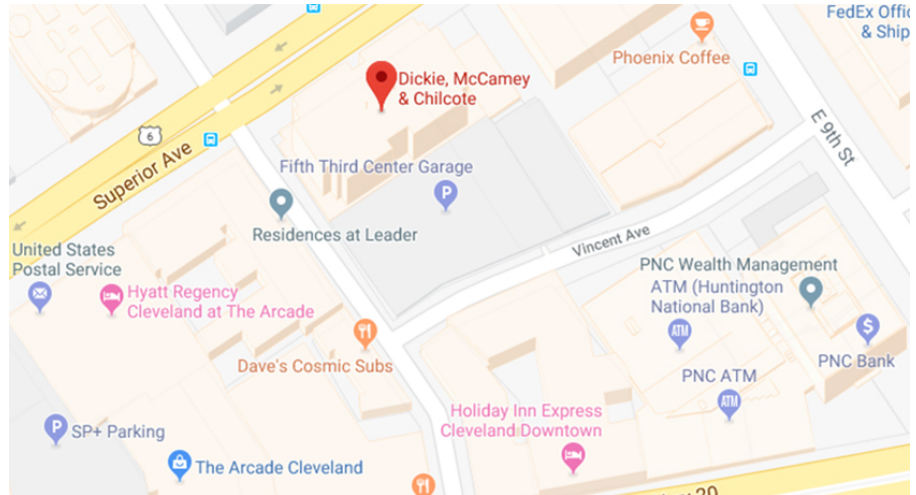 FedEx Offic
& Ship
Phoenix Coffee
Dickie, McCamey
& Chilcote
6
Superior Ave
E 9th St
Fifth Third Center Garage
P
Residences at Leader
Vincent Ave
United States
Postal Service
Hyatt Regency
Cleveland at The Arcade
PNC Wealth Management
ATM (Huntington
National Bank)
ATM
$
PNC Bank
Dave's Cosmic Subs
PNC ATM
ATM
Holiday Inn Express
Cleveland Downtown
P
SP+ Parking
The Arcade Cleveland
20